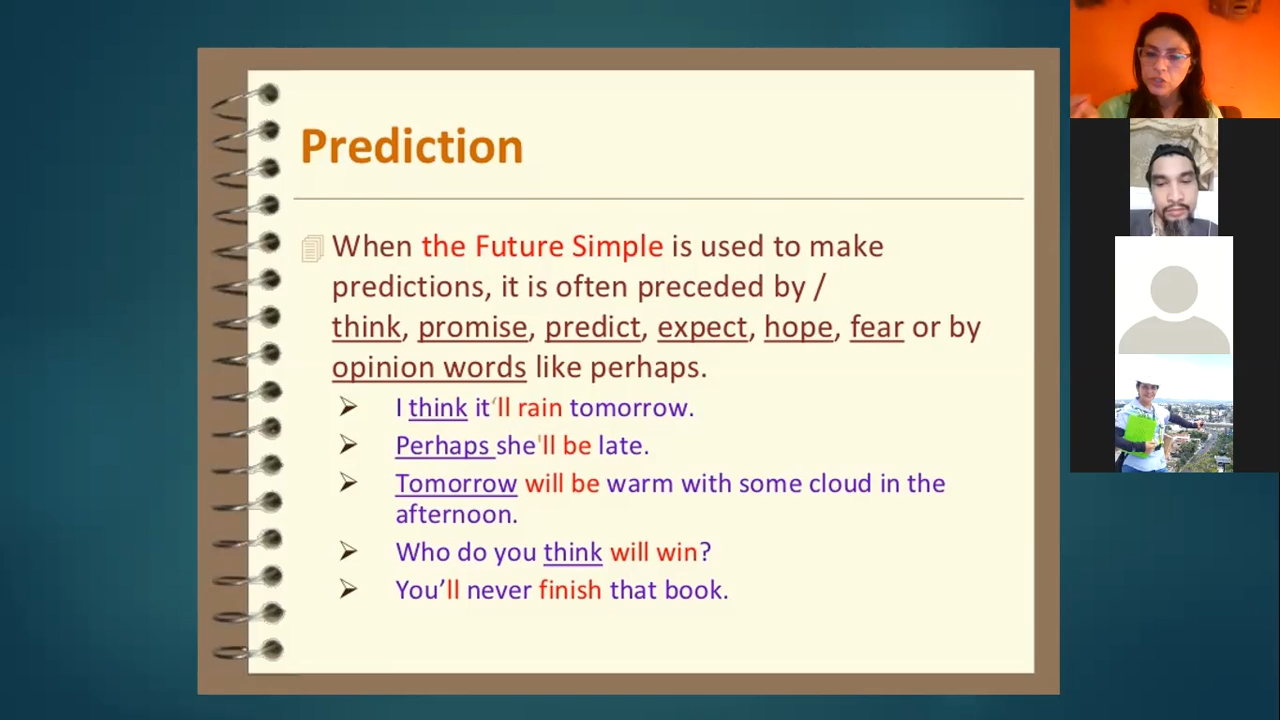 Prediction
When the Future Simple is used to make
predictions, it is often preceded by /
think, promise, predict, expect, hope, fear or by
opinion words like perhaps.
I think it‘ll rain tomorrow.
Perhaps she'll be late.
Tomorrow will be warm with some cloud in the
afternoon.
Who do you think will win?
You’ll never finish that book.